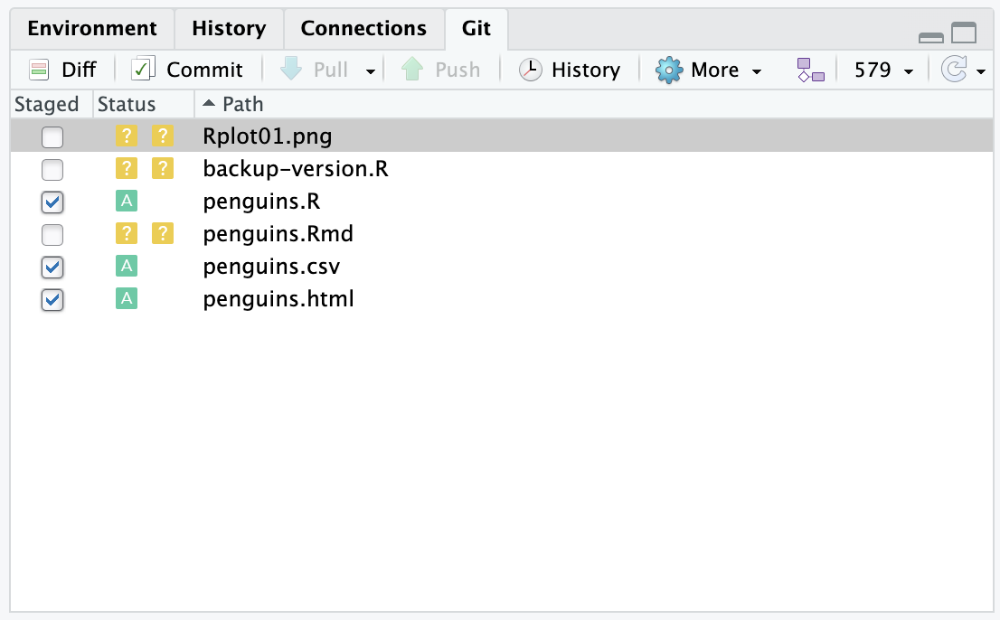 Environment History Connections Git
Diff Commit Pull Push History More 579
Staged Status Path
? ? Rplot01.png
? ? backup-version.R
A penguins.R
? ? penguins.Rmd
A penguins.csv
A penguins.html